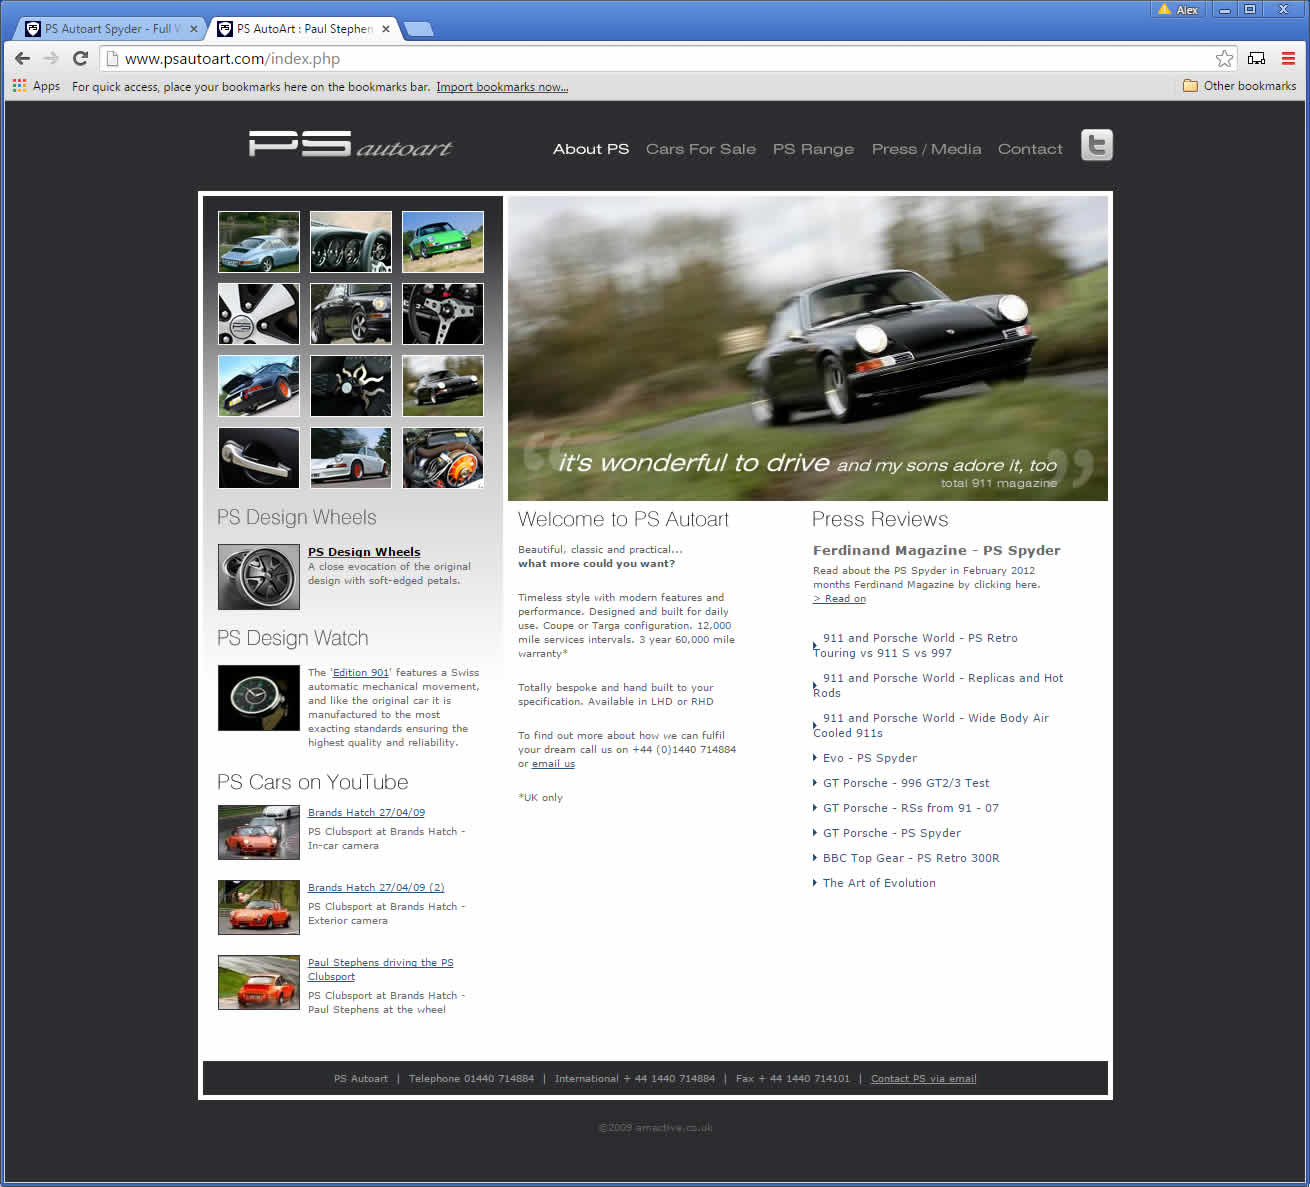 Alex
PS Autoart Spyder - Full
PS AutoArt : Paul Stephen
www.psautoart.com/index.php
Apps For quick access, place your bookmarks here on the bookmarks bar. Import bookmarks now... Other bookmarks
PS autoart
About PS Cars For Sale PS Range Press / Media Contact
“it's wonderful to drive and my sons adore it, too”
total 911 magazine
PS Design Wheels
PS Design Wheels
A close evocation of the original
design with soft-edged petals.
PS Design Watch
The 'Edition 901' features a Swiss
automatic mechanical movement,
and like the original car it is
manufactured to the most
exacting standards ensuring the
highest quality and reliability.
PS Cars on YouTube
Brands Hatch 27/04/09
PS Clubsport at Brands Hatch -
In-car camera
Brands Hatch 27/04/09 (2)
PS Clubsport at Brands Hatch -
Exterior camera
Paul Stephens driving the PS
Clubsport
PS Clubsport at Brands Hatch -
Paul Stephens at the wheel
Welcome to PS Autoart
Beautiful, classic and practical...
what more could you want?
Timeless style with modern features and
performance. Designed and built for daily
use. Coupe or Targa configuration. 12,000
mile services intervals. 3 year 60,000 mile
warranty*
Totally bespoke and hand built to your
specification. Available in LHD or RHD
To find out more about how we can fulfil
your dream call us on +44 (0)1440 714884
or email us
*UK only
Press Reviews
Ferdinand Magazine - PS Spyder
Read about the PS Spyder in February 2012
months Ferdinand Magazine by clicking here.
> Read on
911 and Porsche World - PS Retro
Touring vs 911 S vs 997
911 and Porsche World - Replicas and Hot
Rods
911 and Porsche World - Wide Body Air
Cooled 911s
Evo - PS Spyder
GT Porsche - 996 GT2/3 Test
GT Porsche - RSs from 91 - 07
GT Porsche - PS Spyder
BBC Top Gear - PS Retro 300R
The Art of Evolution
PS Autoart | Telephone 01440 714884 | International + 44 1440 714884 | Fax + 44 1440 714101 | Contact PS via email
©2009 amactive.co.uk